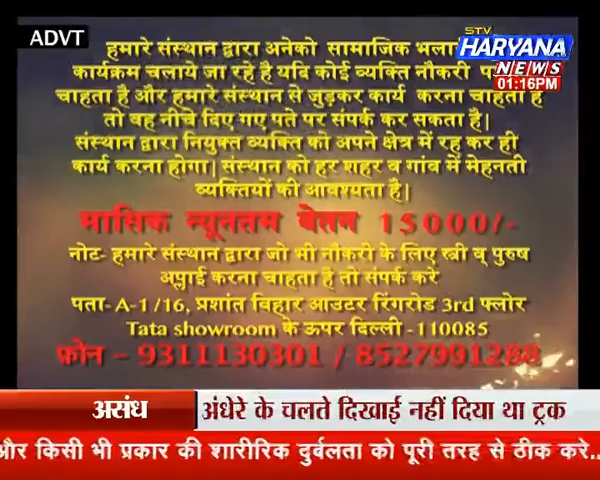 ADVT
STV
HARYANA
NEWS
01:16PM
हमारे संस्थान द्वारा अनेको सामाजिक
कार्यक्रम चलाये जा रहे है यदि कोई व्यक्ति नौकरी
चाहता है और हमारे संस्थान से जुड़कर कार्य करना चाहता है
तो वह नीचे दिए गए पते पर संपर्क कर सकता है|
संस्थान द्वारा नियुक्त व्यक्ति को अपने क्षेत्र में रह कर ही
कार्य करना होगा| संस्थान को हर शहर व गांव में मेहनती
व्यक्तियों की आवश्यता है|
मासिक न्यूनतम बेतन 15000/-
नोट- हमारे संस्थान द्वारा जो भी नौकरी के लिए स्त्री व् पुरुष
अप्लाई करना चाहता है तो संपर्क करे
पता- A-1/16, प्रशांत विहार आउटर रिंगरोड 3rd फ्लोर
Tata showroom के ऊपर दिल्ली -110085
फ़ोन - 9311130301 / 8527991288
असंध
अंधेरे के चलते दिखाई नहीं दिया था ट्रक
और किसी भी प्रकार की शारीरिक दुर्बलता को पूरी तरह से ठीक करे..